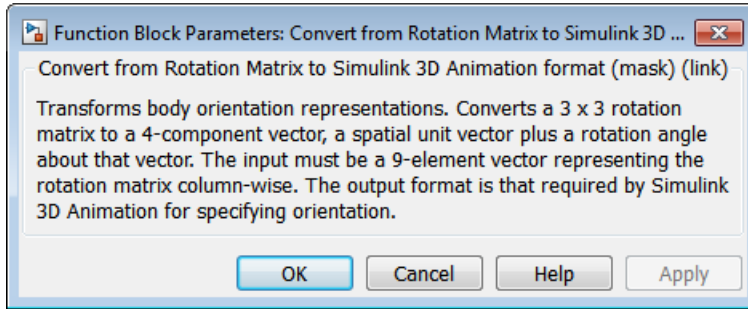 Function Block Parameters: Convert from Rotation Matrix to Simulink 3D ...
Convert from Rotation Matrix to Simulink 3D Animation format (mask) (link)
Transforms body orientation representations. Converts a 3 x 3 rotation
matrix to a 4-component vector, a spatial unit vector plus a rotation angle
about that vector. The input must be a 9-element vector representing the
rotation matrix column-wise. The output format is that required by Simulink
3D Animation for specifying orientation.
OK Cancel Help Apply